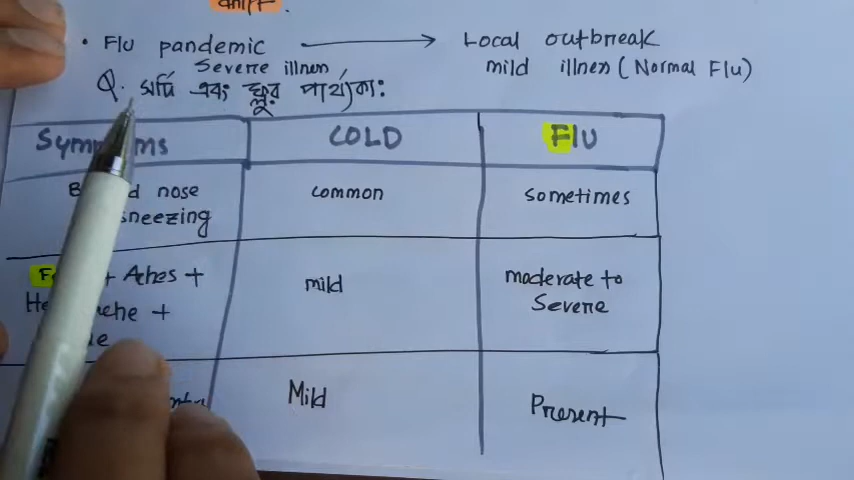 • Flu pandemic → Local outbreak
Severe illness mild illness (Normal Flu)
Q. সর্দি এবং ফ্লুর পার্থক্য:
COLD FlU
nose common sometimes
sneezing
+ Aches + mild moderate to
+ Severe
Mild Present